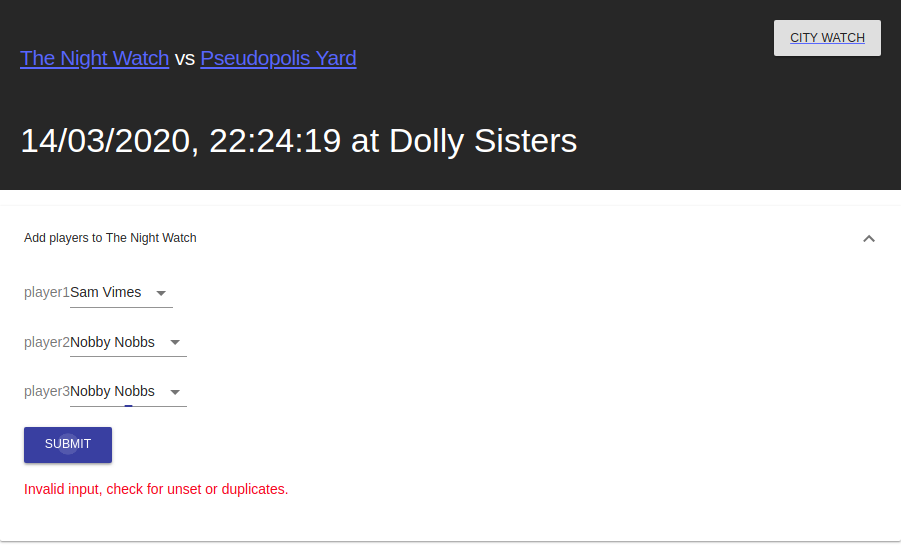 CITY WATCH
The Night Watch vs Pseudopolis Yard
14/03/2020, 22:24:19 at Dolly Sisters
Add players to The Night Watch
player1 Sam Vimes
player2 Nobby Nobbs
player3 Nobby Nobbs
SUBMIT
Invalid input, check for unset or duplicates.